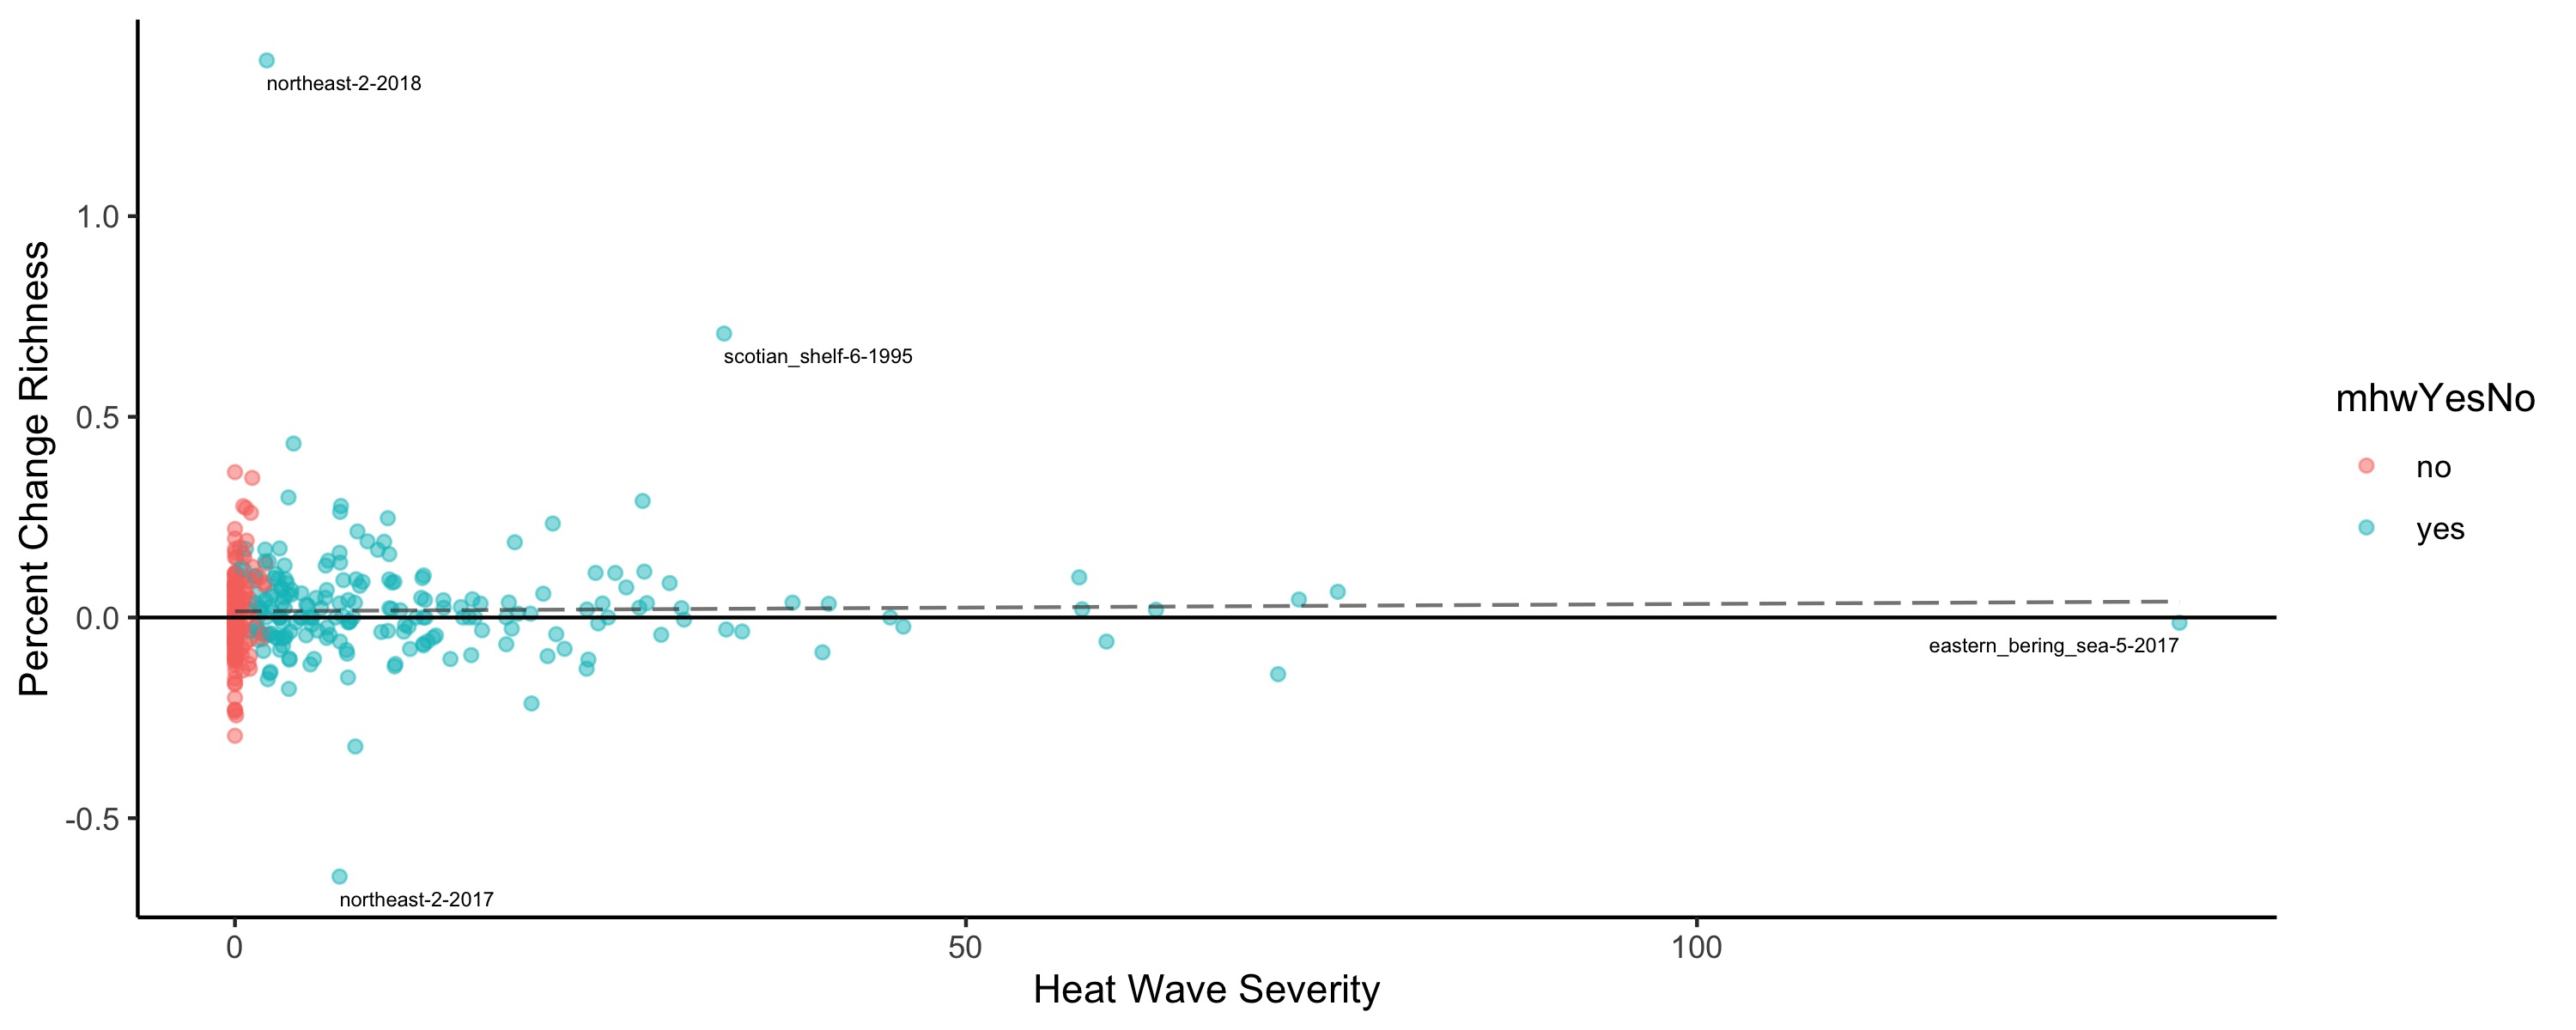 northeast-2-2018
1.0
scotian_shelf-6-1995
0.5
0.0
eastern_bering_sea-5-2017
-0.5
northeast-2-2017
0
50
100
Heat Wave Severity
Percent Change Richness
mhwYesNo
no
yes